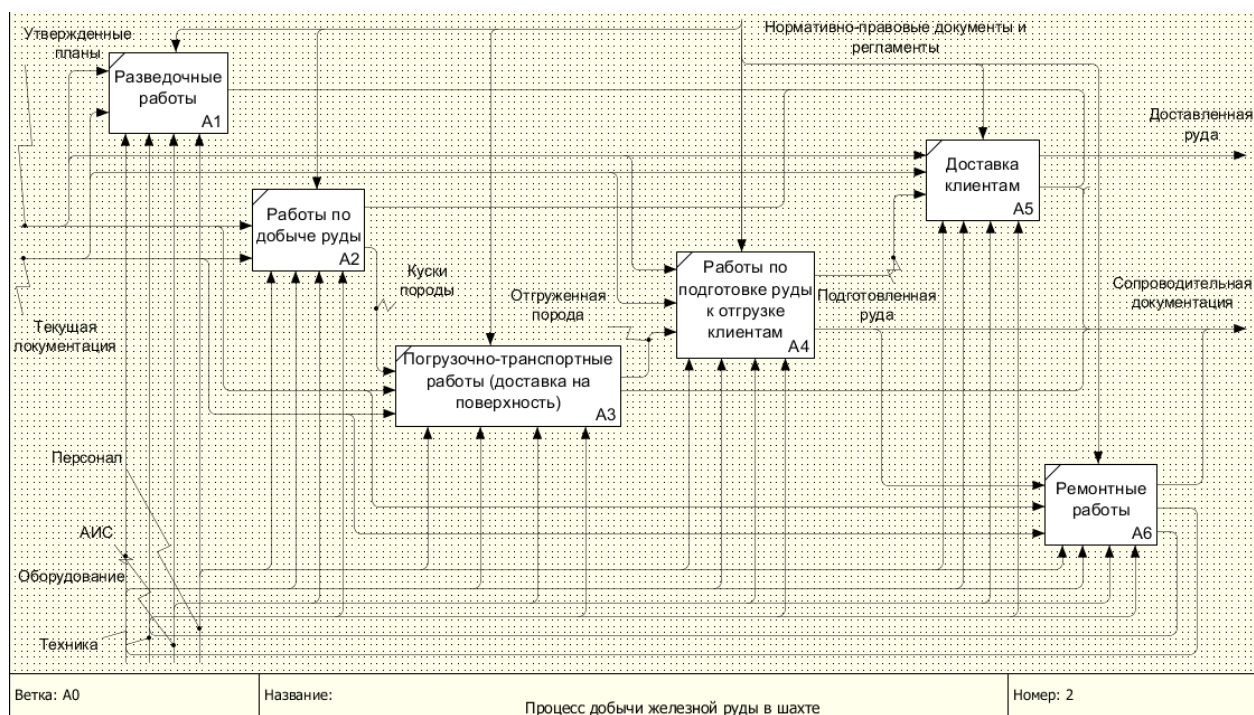 Утвержденные
планы
Нормативно-правовые документы и
регламенты
Разведочные
работы
A1
Доставленная
руда
Доставка
клиентам
A5
Работы по
добыче руды
A2
Куски
породы
Отгруженная
порода
Работы по
подготовке руды
к отгрузке
клиентам
A4
Подготовленная
руда
Сопроводительная
документация
Текущая
локументация
Погрузочно-транспортные
работы (доставка на
поверхность)
A3
Персонал
Ремонтные
работы
A6
АИС
Оборудование
Техника
Ветка: A0
Название:
Процесс добычи железной руды в шахте
Номер: 2